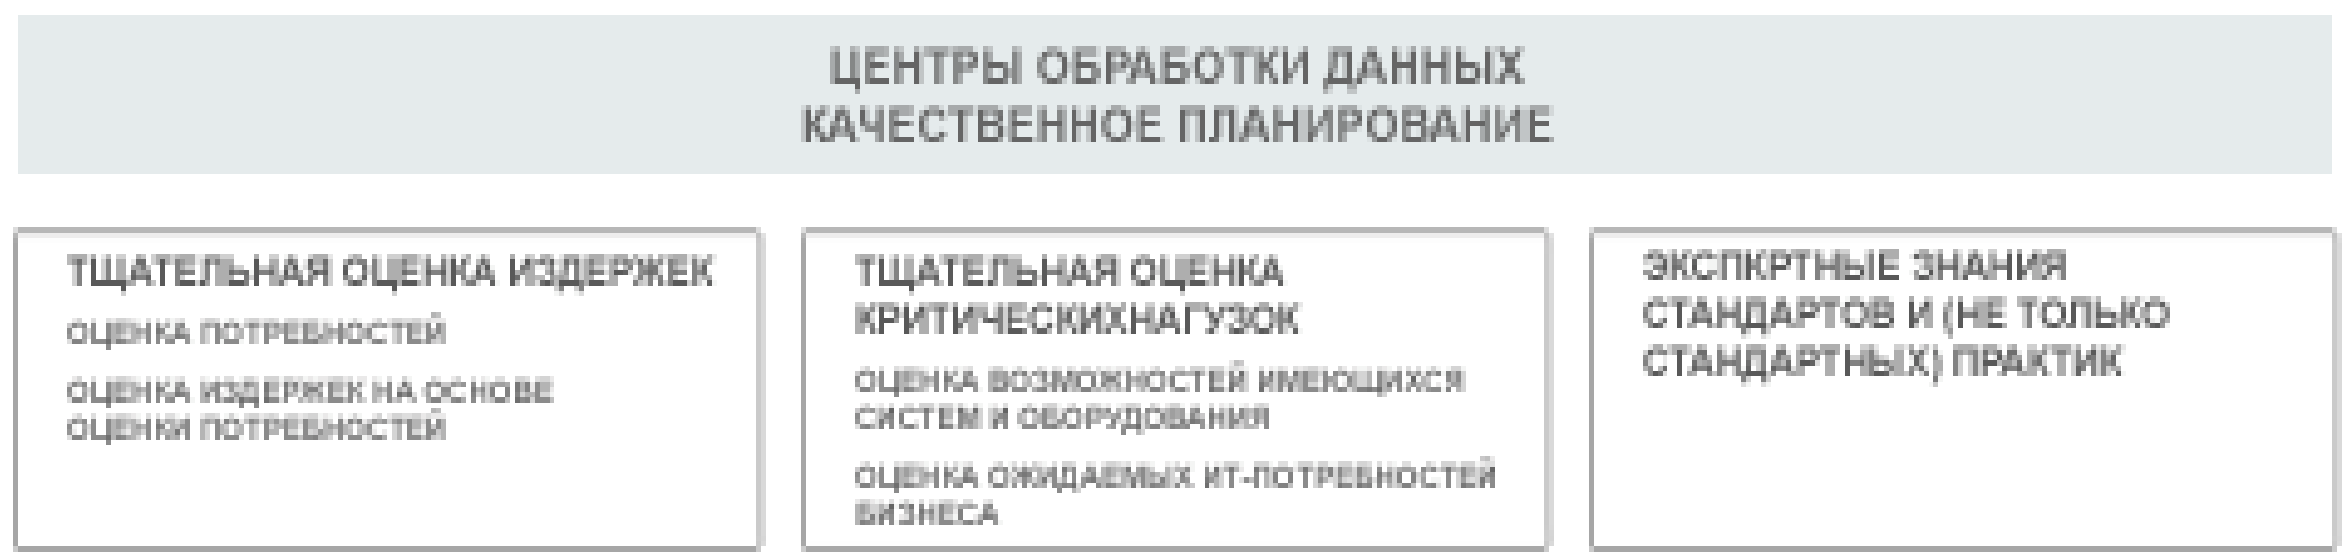 ЦЕНТРЫ ОБРАБОТКИ ДАННЫХ
КАЧЕСТВЕННОЕ ПЛАНИРОВАНИЕ
ТЩАТЕЛЬНАЯ ОЦЕНКА ИЗДЕРЖЕК
ОЦЕНКА ПОТРЕБНОСТЕЙ
ОЦЕНКА ИЗДЕРЖЕК НА ОСНОВЕ
ОЦЕНКИ ПОТРЕБНОСТЕЙ
ТЩАТЕЛЬНАЯ ОЦЕНКА
КРИТИЧЕСКИХНАГУЗОК
ОЦЕНКА ВОЗМОЖНОСТЕЙ ИМЕЮЩИХСЯ
СИСТЕМ И ОБОРУДОВАНИЯ
ОЦЕНКА ОЖИДАЕМЫХ ИТ-ПОТРЕБНОСТЕЙ
БИЗНЕСА
ЭКСПКРТНЫЕ ЗНАНИЯ
СТАНДАРТОВ И (НЕ ТОЛЬКО
СТАНДАРТНЫХ) ПРАКТИК